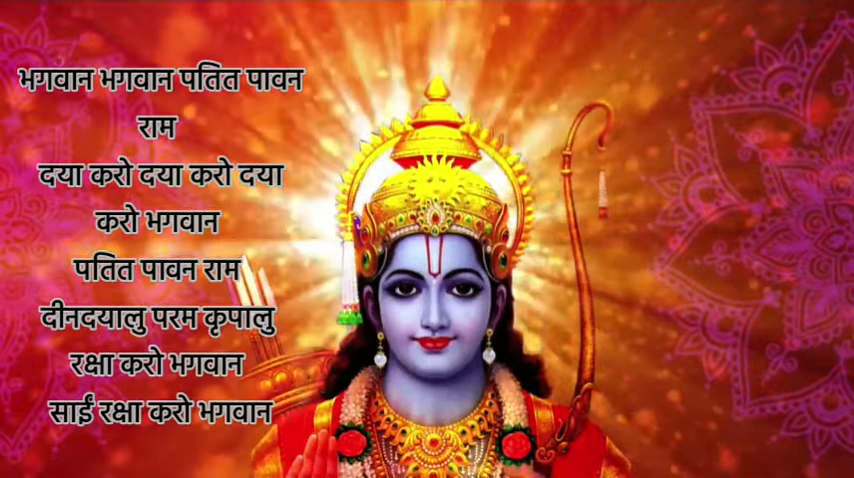 भगवान भगवान पतित पावन
राम
दया करो दया करो दया
करो भगवान
पतित पावन राम
दीनदयालु परम कृपालु
रक्षा करो भगवान
साईं रक्षा करो भगवान